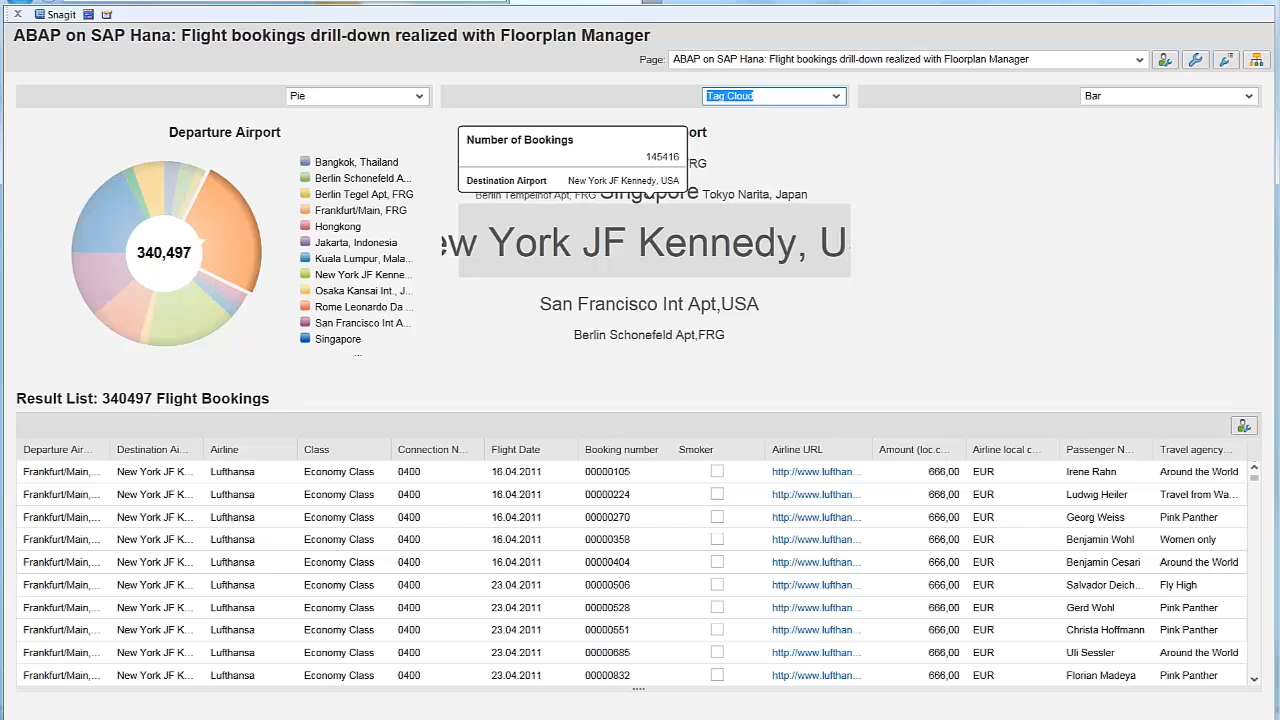 X Snagit
ABAP on SAP Hana: Flight bookings drill-down realized with Floorplan Manager
Page: ABAP on SAP Hana: Flight bookings drill-down realized with Floorplan Manager
Pie
Tag Cloud
Bar
Departure Airport
340,497
Bangkok, Thailand
Berlin Schonefeld A...
Berlin Tegel Apt, FRG
Frankfurt/Main, FRG
Hongkong
Jakarta, Indonesia
Kuala Lumpur, Mala...
New York JF Kenne...
Osaka Kansai Int., J...
Rome Leonardo Da ...
San Francisco Int A...
Singapore
...
ort
Number of Bookings
145416
Destination Airport New York JF Kennedy, USA
RG
Berlin Tempelhof Apt, FRG Singapore Tokyo Narita, Japan
ew York JF Kennedy, U
San Francisco Int Apt,USA
Berlin Schonefeld Apt,FRG
Result List: 340497 Flight Bookings
Departure Air... Destination Ai... Airline Class Connection N... Flight Date Booking number Smoker Airline URL Amount (loc.c... Airline local c... Passenger N... Travel agency...
Frankfurt/Main,... New York JF K... Lufthansa Economy Class 0400 16.04.2011 00000105 http://www.lufthan... 666,00 EUR Irene Rahn Around the World
Frankfurt/Main,... New York JF K... Lufthansa Economy Class 0400 16.04.2011 00000224 http://www.lufthan... 666,00 EUR Ludwig Heiler Travel from Wa...
Frankfurt/Main,... New York JF K... Lufthansa Economy Class 0400 16.04.2011 00000270 http://www.lufthan... 666,00 EUR Georg Weiss Pink Panther
Frankfurt/Main,... New York JF K... Lufthansa Economy Class 0400 16.04.2011 00000358 http://www.lufthan... 666,00 EUR Benjamin Wohl Women only
Frankfurt/Main,... New York JF K... Lufthansa Economy Class 0400 16.04.2011 00000404 http://www.lufthan... 666,00 EUR Benjamin Cesari Around the World
Frankfurt/Main,... New York JF K... Lufthansa Economy Class 0400 23.04.2011 00000506 http://www.lufthan... 666,00 EUR Salvador Deich... Fly High
Frankfurt/Main,... New York JF K... Lufthansa Economy Class 0400 23.04.2011 00000528 http://www.lufthan... 666,00 EUR Gerd Wohl Pink Panther
Frankfurt/Main,... New York JF K... Lufthansa Economy Class 0400 23.04.2011 00000551 http://www.lufthan... 666,00 EUR Christa Hoffmann Pink Panther
Frankfurt/Main,... New York JF K... Lufthansa Economy Class 0400 23.04.2011 00000685 http://www.lufthan... 666,00 EUR Uli Sessler Around the World
Frankfurt/Main,... New York JF K... Lufthansa Economy Class 0400 23.04.2011 00000832 http://www.lufthan... 666,00 EUR Florian Madeya Pink Panther